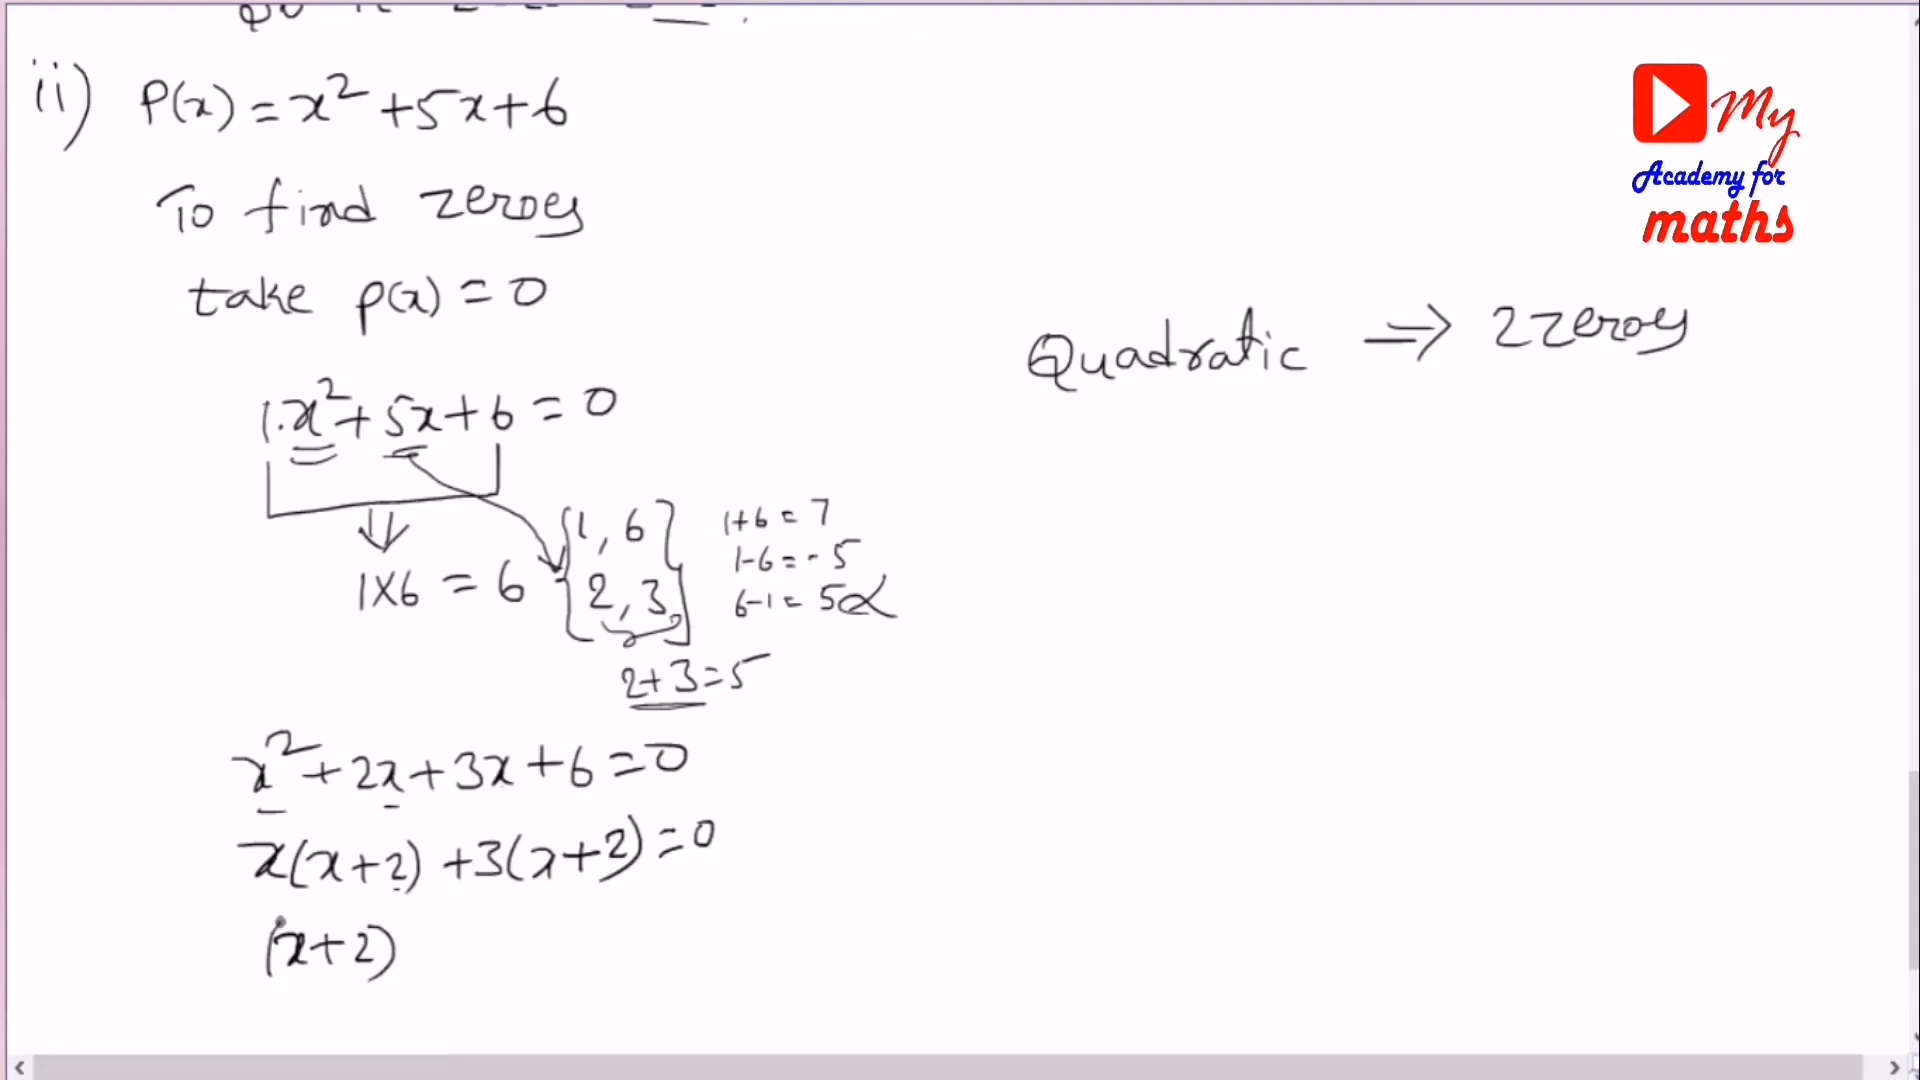 ii) P(x) = x² + 5x + 6
To find zeroes
take p(x) = 0
1.x² + 5x + 6 = 0
1×6 = 6
1, 6
2, 3
1+6 = 7
1-6 = -5
6-1 = 5
2+3 = 5
x² + 2x + 3x + 6 = 0
x(x+2) + 3(x+2) = 0
(x+2)
Quadratic ⇒ 2 zeroes
My
Academy for
maths